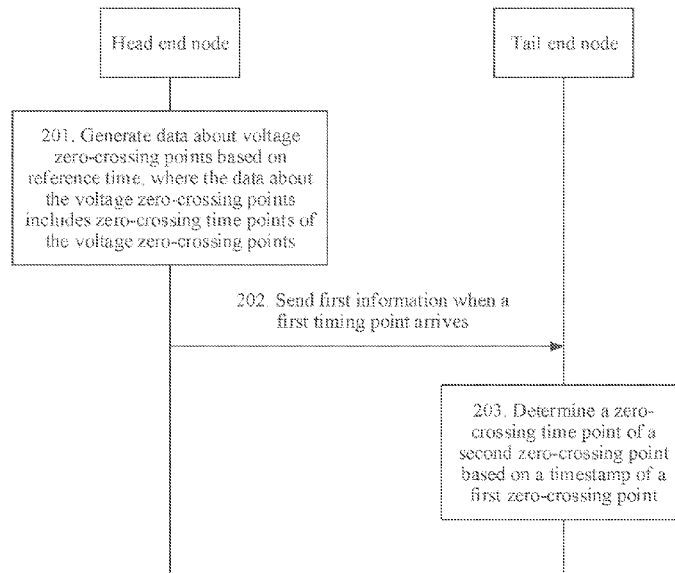 Head end node
Tail end node
201. Generate data about voltage
zero-crossing points based on
reference time, where the data about
the voltage zero-crossing points
includes zero-crossing time points of
the voltage zero-crossing points
202. Send first information when a
first timing point arrives
203. Determine a zero-
crossing time point of a
second zero-crossing point
based on a timestamp of a
first zero-crossing point